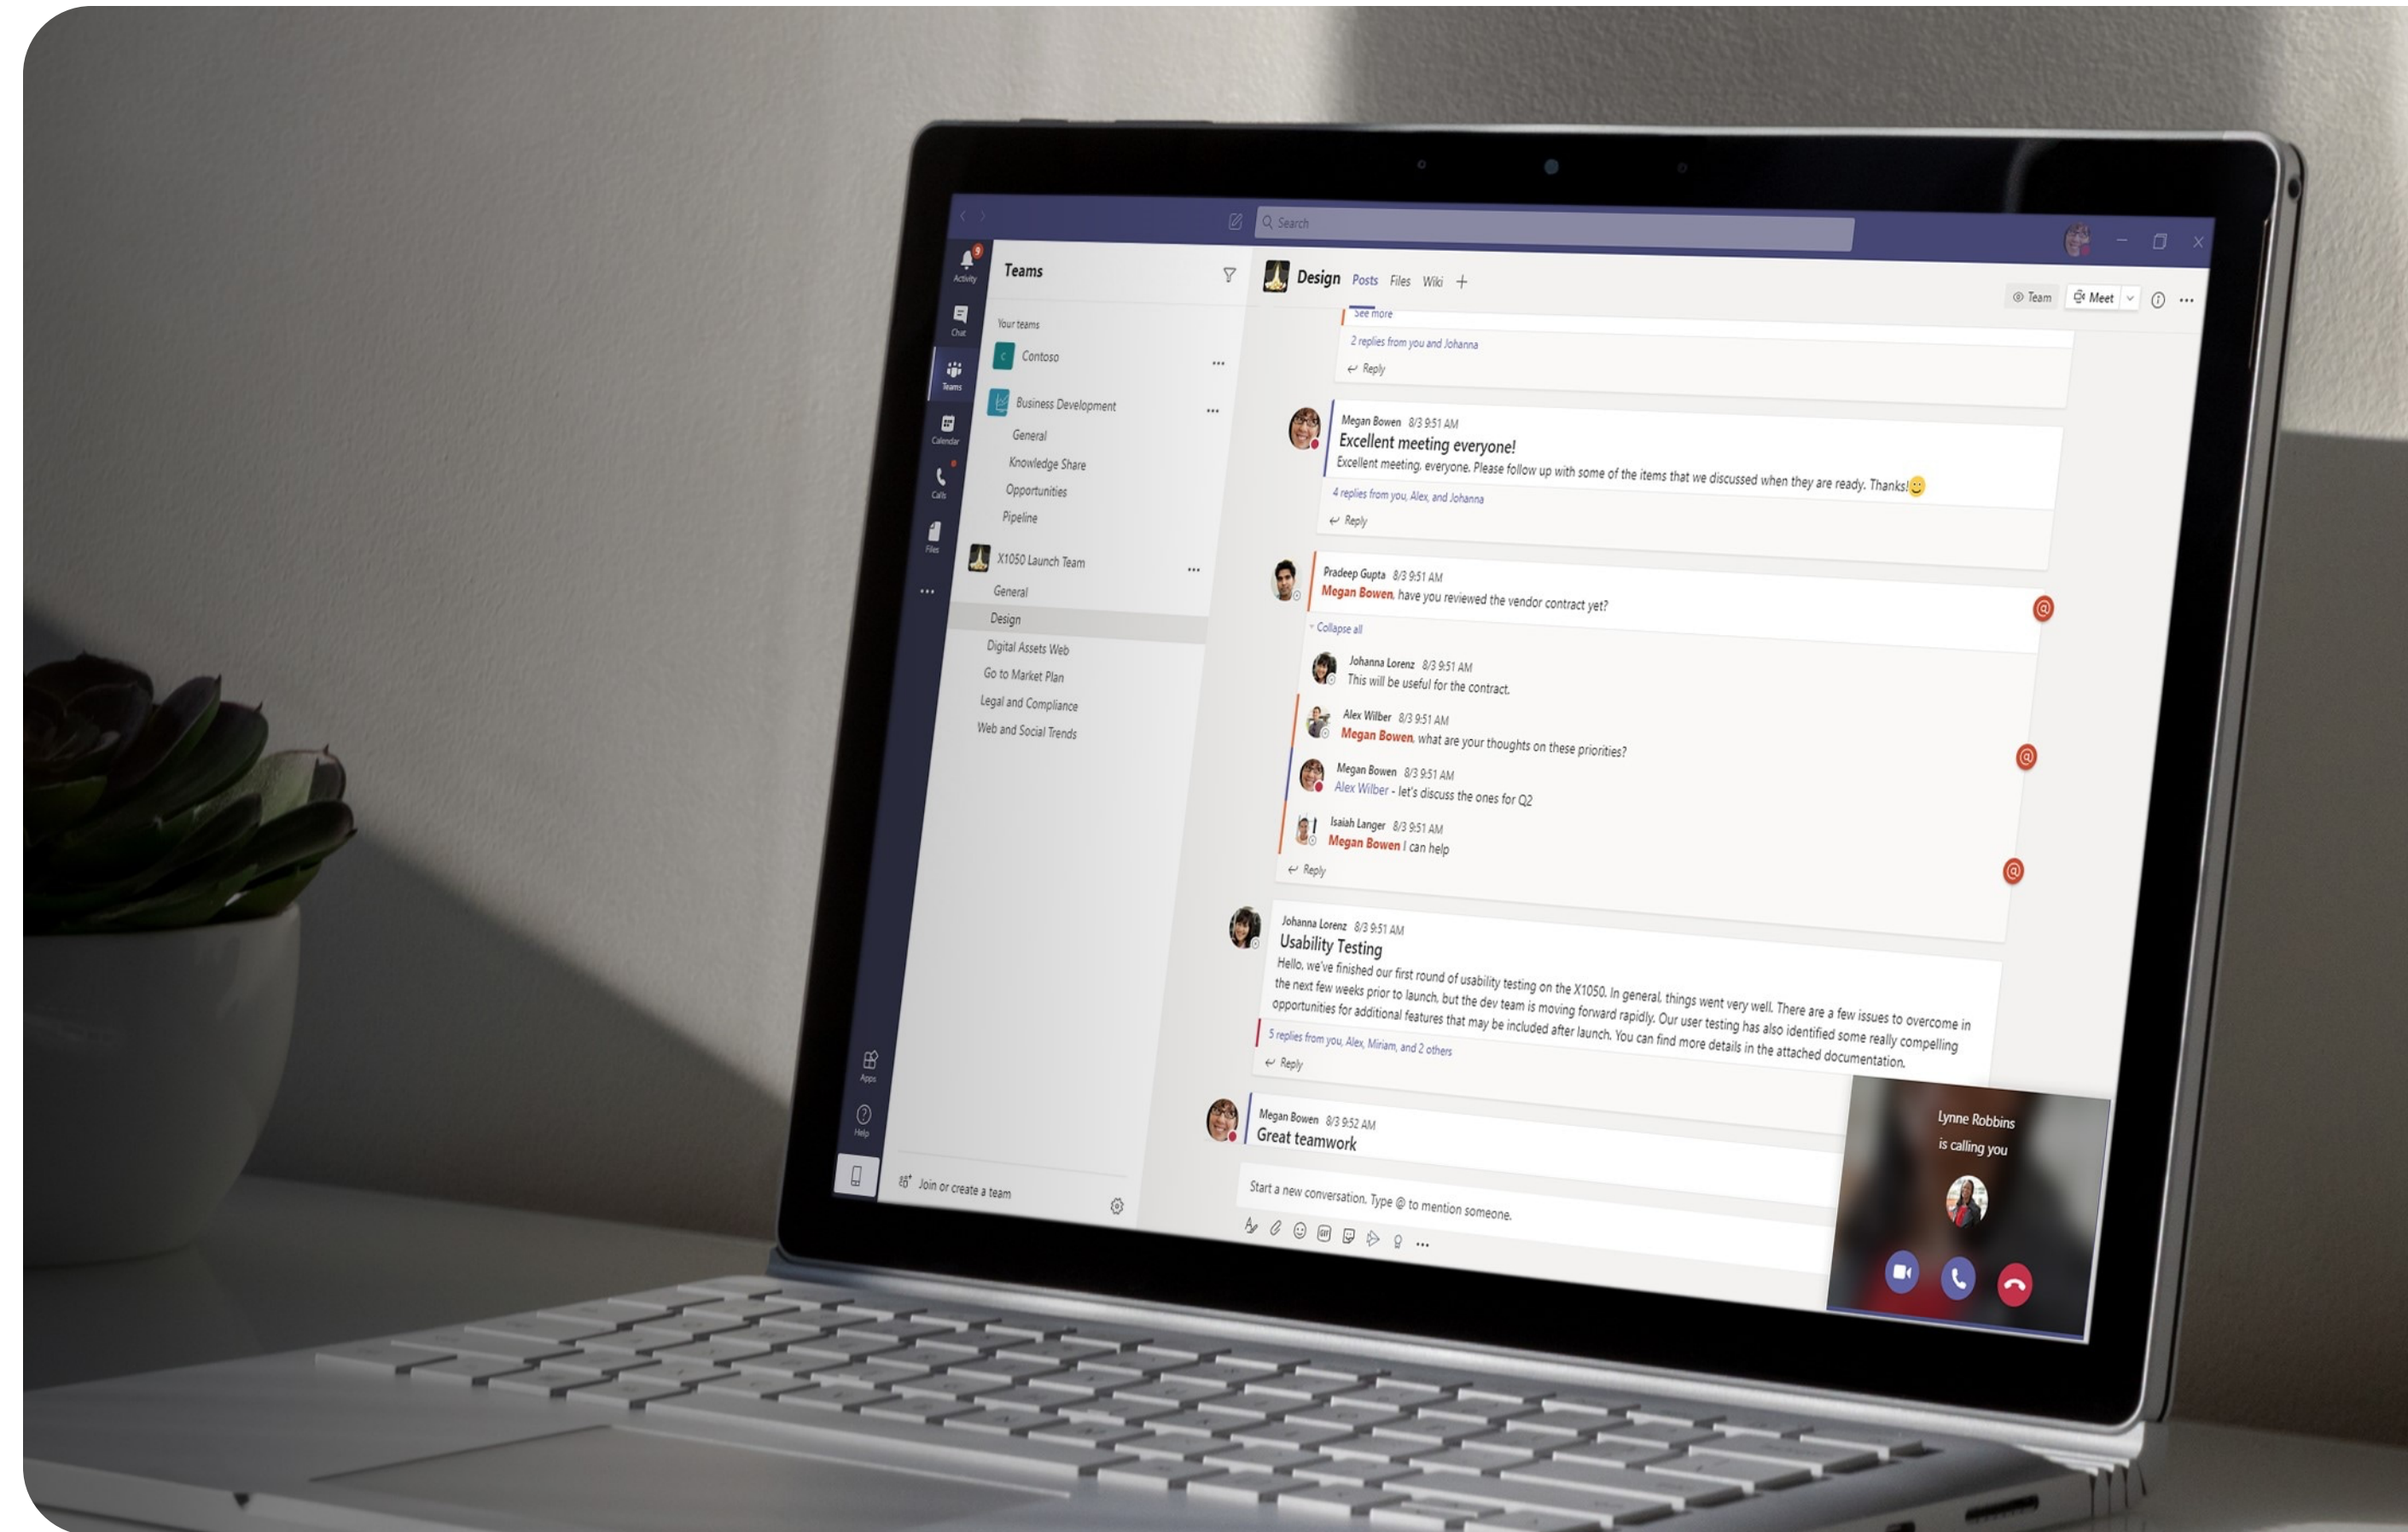 Search
9
Activity
Chat
Teams
Calendar
Calls
Files
Apps
Help
Teams
Your teams
C
Contoso
Business Development
General
Knowledge Share
Opportunities
Pipeline
X1050 Launch Team
General
Design
Digital Assets Web
Go to Market Plan
Legal and Compliance
Web and Social Trends
Join or create a team
Design Posts Files Wiki
Team Meet
See more
2 replies from you and Johanna
Reply
Megan Bowen 8/3 9:51 AM
Excellent meeting everyone!
Excellent meeting, everyone. Please follow up with some of the items that we discussed when they are ready. Thanks!🙂
4 replies from you, Alex, and Johanna
Reply
Pradeep Gupta 8/3 9:51 AM
Megan Bowen, have you reviewed the vendor contract yet?
@
Collapse all
Johanna Lorenz 8/3 9:51 AM
This will be useful for the contract.
Alex Wilber 8/3 9:51 AM
Megan Bowen, what are your thoughts on these priorities?
@
Megan Bowen 8/3 9:51 AM
Alex Wilber - let's discuss the ones for Q2
Isaiah Langer 8/3 9:51 AM
Megan Bowen I can help
@
Reply
Johanna Lorenz 8/3 9:51 AM
Usability Testing
Hello, we've finished our first round of usability testing on the X1050. In general, things went very well. There are a few issues to overcome in
the next few weeks prior to launch, but the dev team is moving forward rapidly. Our user testing has also identified some really compelling
opportunities for additional features that may be included after launch. You can find more details in the attached documentation.
5 replies from you, Alex, Miriam, and 2 others
Reply
Megan Bowen 8/3 9:52 AM
Great teamwork
Start a new conversation. Type @ to mention someone.
GIF
Lynne Robbins
is calling you